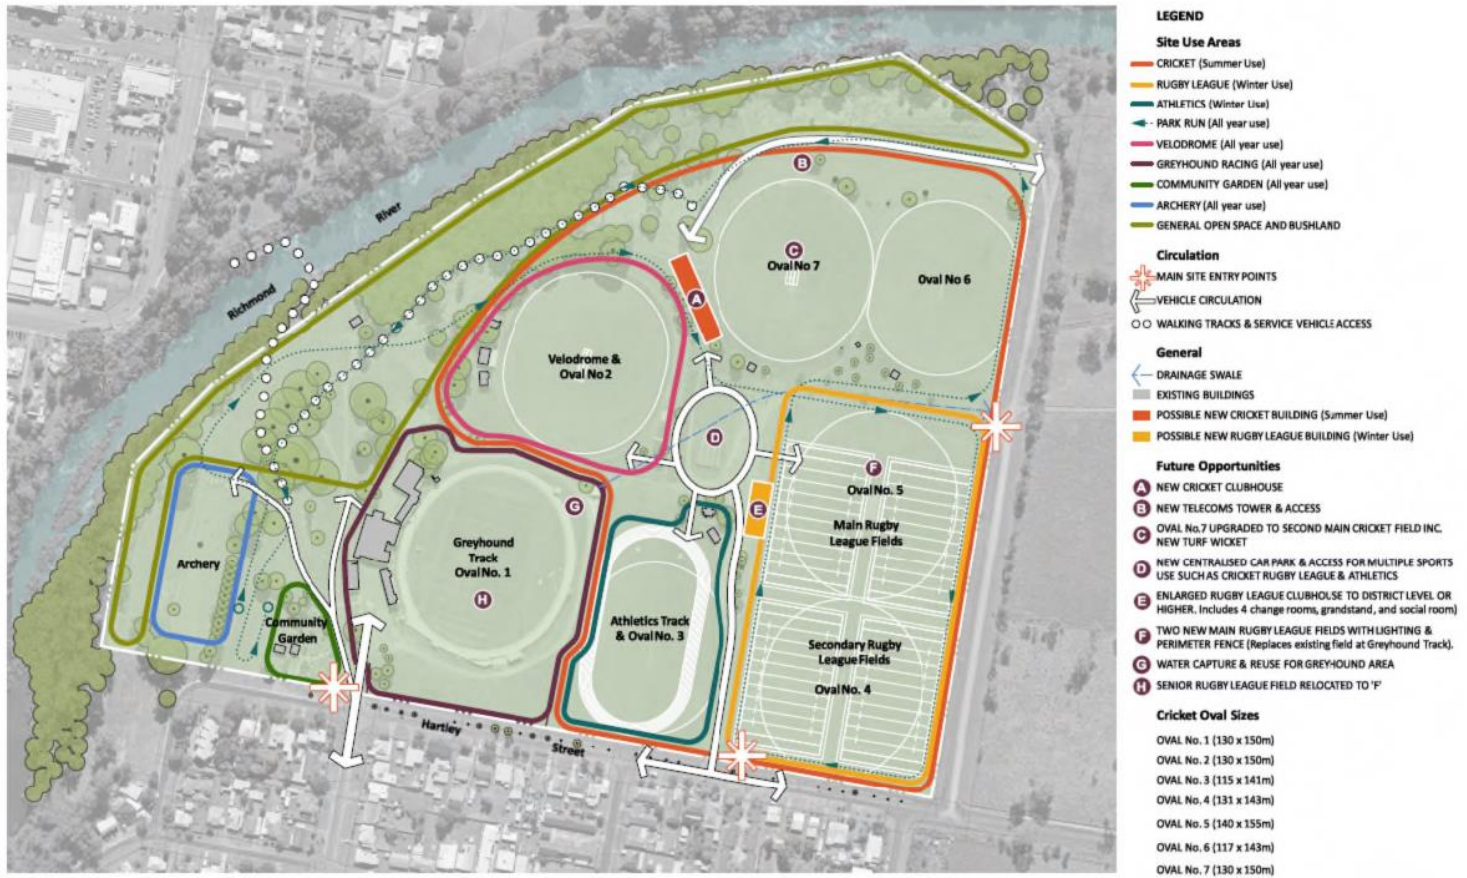 River
Richmond
B
C
Oval No 7
Oval No 6
A
Velodrome &
Oval No 2
D
F
Oval No. 5
Main Rugby
League Fields
E
G
Greyhound
Track
Oval No. 1
H
Archery
Community
Garden
Athletics Track
& Oval No. 3
Secondary Rugby
League Fields
Oval No. 4
Hartley
Street
LEGEND
Site Use Areas
CRICKET (Summer Use)
RUGBY LEAGUE (Winter Use)
ATHLETICS (Winter Use)
PARK RUN (All year use)
VELODROME (All year use)
GREYHOUND RACING (All year use)
COMMUNITY GARDEN (All year use)
ARCHERY (All year use)
GENERAL OPEN SPACE AND BUSHLAND
Circulation
MAIN SITE ENTRY POINTS
VEHICLE CIRCULATION
WALKING TRACKS & SERVICE VEHICLE ACCESS
General
DRAINAGE SWALE
EXISTING BUILDINGS
POSSIBLE NEW CRICKET BUILDING (Summer Use)
POSSIBLE NEW RUGBY LEAGUE BUILDING (Winter Use)
Future Opportunities
A NEW CRICKET CLUBHOUSE
B NEW TELECOMS TOWER & ACCESS
C OVAL No.7 UPGRADED TO SECOND MAIN CRICKET FIELD INC.
NEW TURF WICKET
D NEW CENTRALISED CAR PARK & ACCESS FOR MULTIPLE SPORTS
USE SUCH AS CRICKET RUGBY LEAGUE & ATHLETICS
E ENLARGED RUGBY LEAGUE CLUBHOUSE TO DISTRICT LEVEL OR
HIGHER. Includes 4 change rooms, grandstand, and social room)
F TWO NEW MAIN RUGBY LEAGUE FIELDS WITH LIGHTING &
PERIMETER FENCE (Replaces existing field at Greyhound Track).
G WATER CAPTURE & REUSE FOR GREYHOUND AREA
H SENIOR RUGBY LEAGUE FIELD RELOCATED TO 'F'
Cricket Oval Sizes
OVAL No. 1 (130 x 150m)
OVAL No. 2 (130 x 150m)
OVAL No. 3 (115 x 141m)
OVAL No. 4 (131 x 143m)
OVAL No. 5 (140 x 155m)
OVAL No. 6 (117 x 143m)
OVAL No. 7 (130 x 150m)